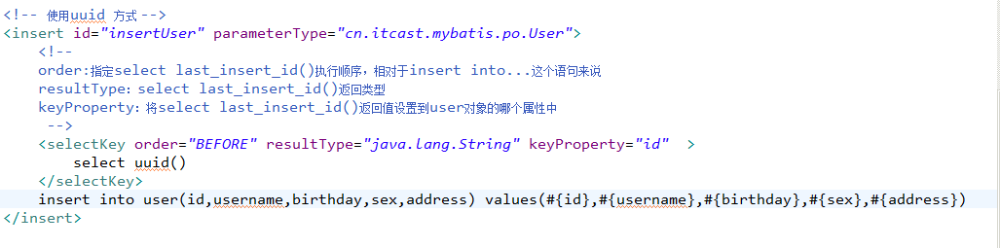 <!-- 使用uuid 方式 -->
<insert id="insertUser" parameterType="cn.itcast.mybatis.po.User">
<!--
order:指定select last_insert_id()执行顺序，相对于insert into...这个语句来说
resultType：select last_insert_id()返回类型
keyProperty：将select last_insert_id()返回值设置到user对象的哪个属性中
-->
<selectKey order="BEFORE" resultType="java.lang.String" keyProperty="id"  >
select uuid()
</selectKey>
insert into user(id,username,birthday,sex,address) values(#{id},#{username},#{birthday},#{sex},#{address})
</insert>